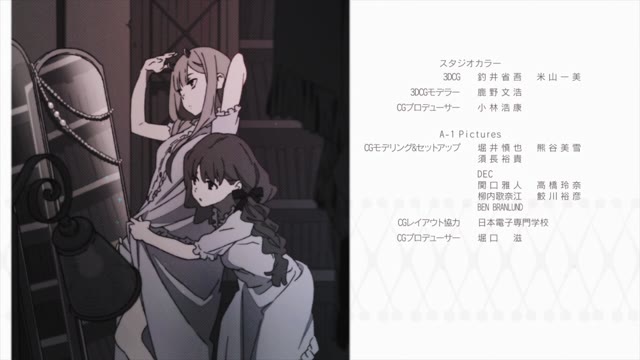 スタジオカラー
3DCG 釣井省吾 米山一美
3DCGモデラー 鹿野文浩
CGプロデューサー 小林浩康
A-1 Pictures
CGモデリング&セットアップ 堀井慎也 熊谷美雪
須長裕貴
DEC
関口雅人 高橋玲奈
柳内歌奈江 鮫川裕彦
BEN BRANLUND
CGレイアウト協力 日本電子専門学校
CGプロデューサー 堀口 滋